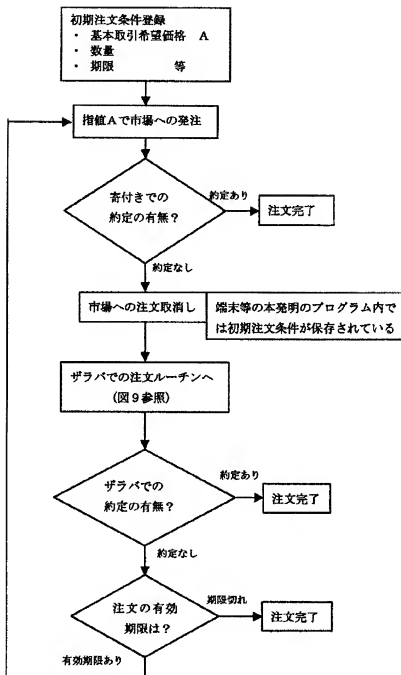 初期注文条件登録
・ 基本取引希望価格 A
・ 数量
・ 期限 等
指値Aで市場への発注
寄付きでの
約定の有無？
約定あり
注文完了
約定なし
市場への注文取消し
端末等の本発明のプログラム内で
は初期注文条件が保存されている
ザラバでの注文ルーチンへ
(図9参照)
ザラバでの
約定の有無？
約定あり
注文完了
約定なし
注文の有効
期限は？
期限切れ
注文完了
有効期限あり